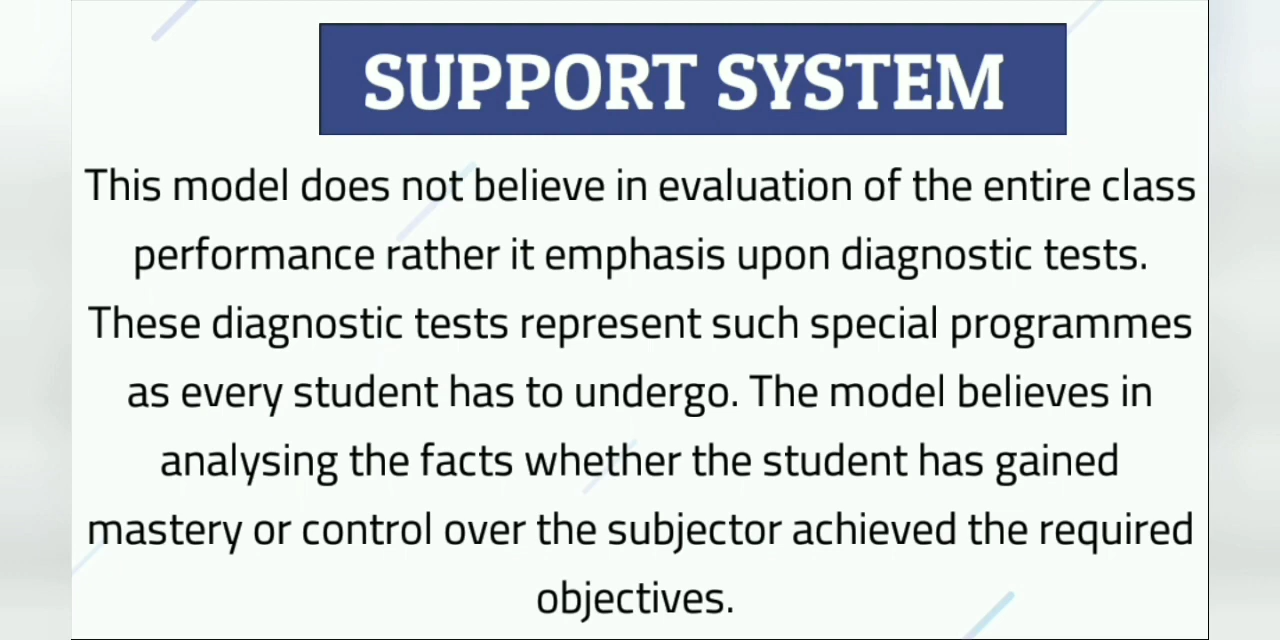 SUPPORT SYSTEM
This model does not believe in evaluation of the entire class
performance rather it emphasis upon diagnostic tests.
These diagnostic tests represent such special programmes
as every student has to undergo. The model believes in
analysing the facts whether the student has gained
mastery or control over the subjector achieved the required
objectives.